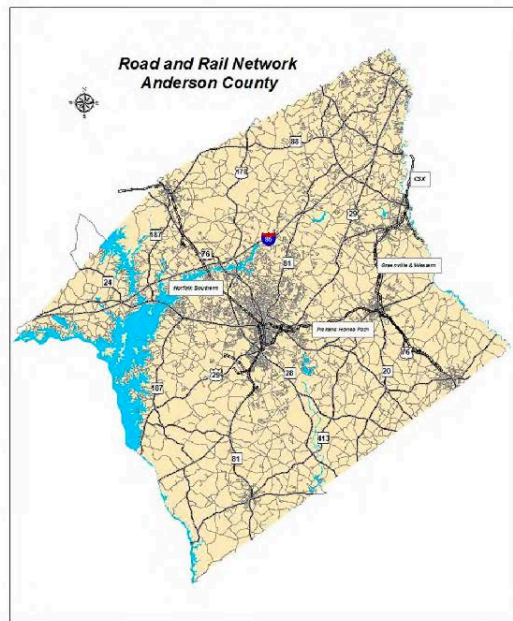 Road and Rail Network
Anderson County
88
178
CSX
187
29
76
85
81
Greenville & Western
24
Norfolk Southern
Pickens Honea Path
76
29
28
20
187
413
81